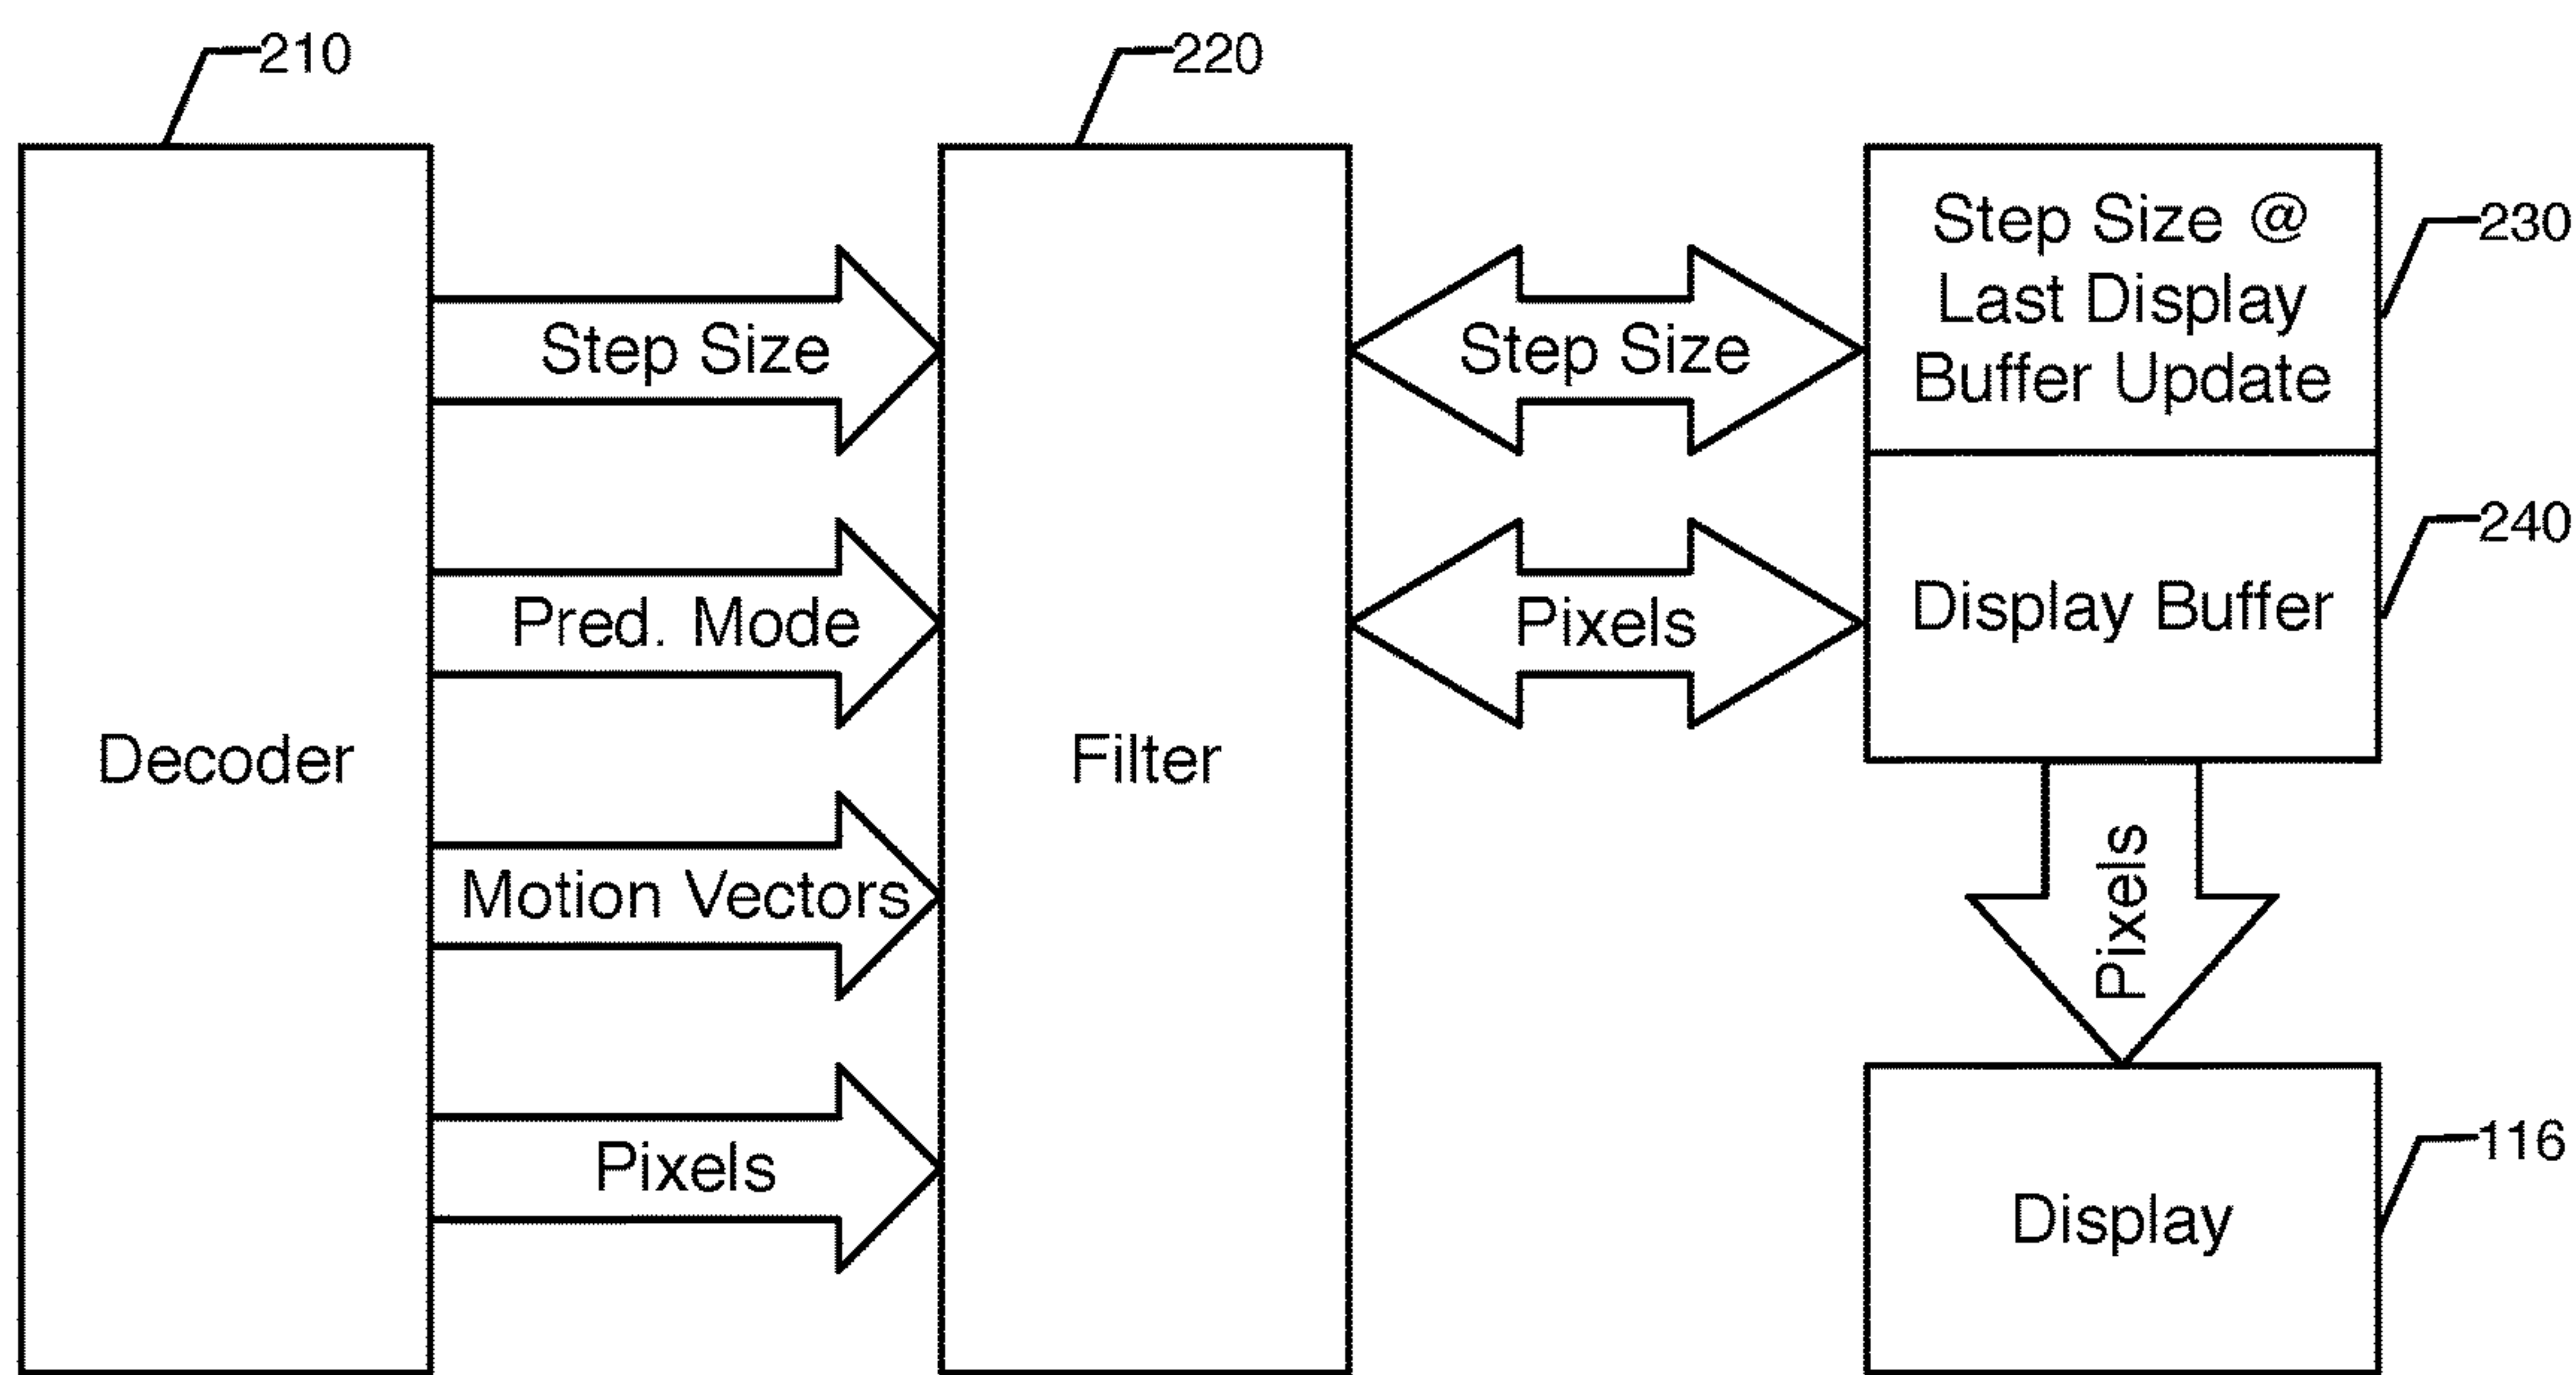 210
220
Step Size @
Last Display
Buffer Update
230
Step Size
Step Size
240
Pred. Mode
Pixels
Display Buffer
Decoder
Filter
Motion Vectors
Pixels
Pixels
116
Display